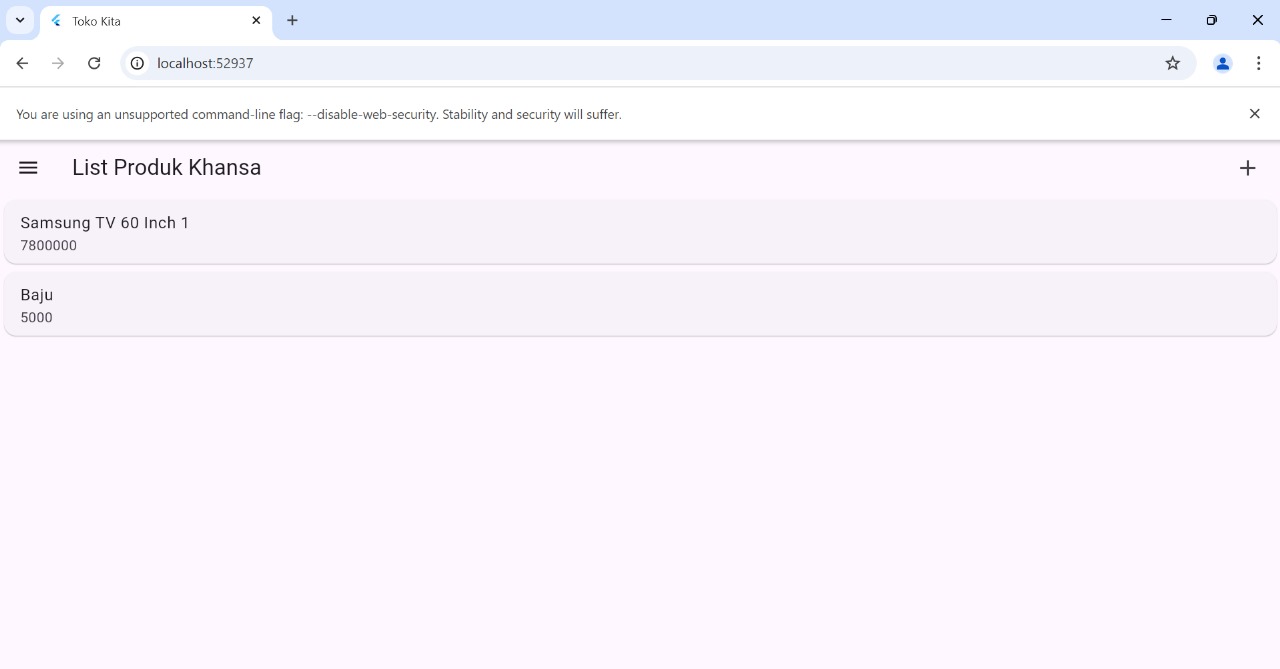 Toko Kita
localhost:52937
You are using an unsupported command-line flag: --disable-web-security. Stability and security will suffer.
List Produk Khansa
Samsung TV 60 Inch 1
7800000
Baju
5000